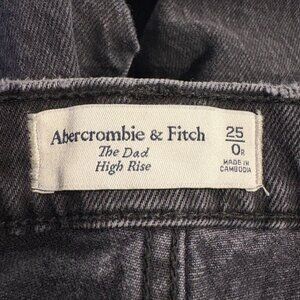 Abercrombie & Fitch
The Dad
High Rise
25
0R
MADE IN
CAMBODIA